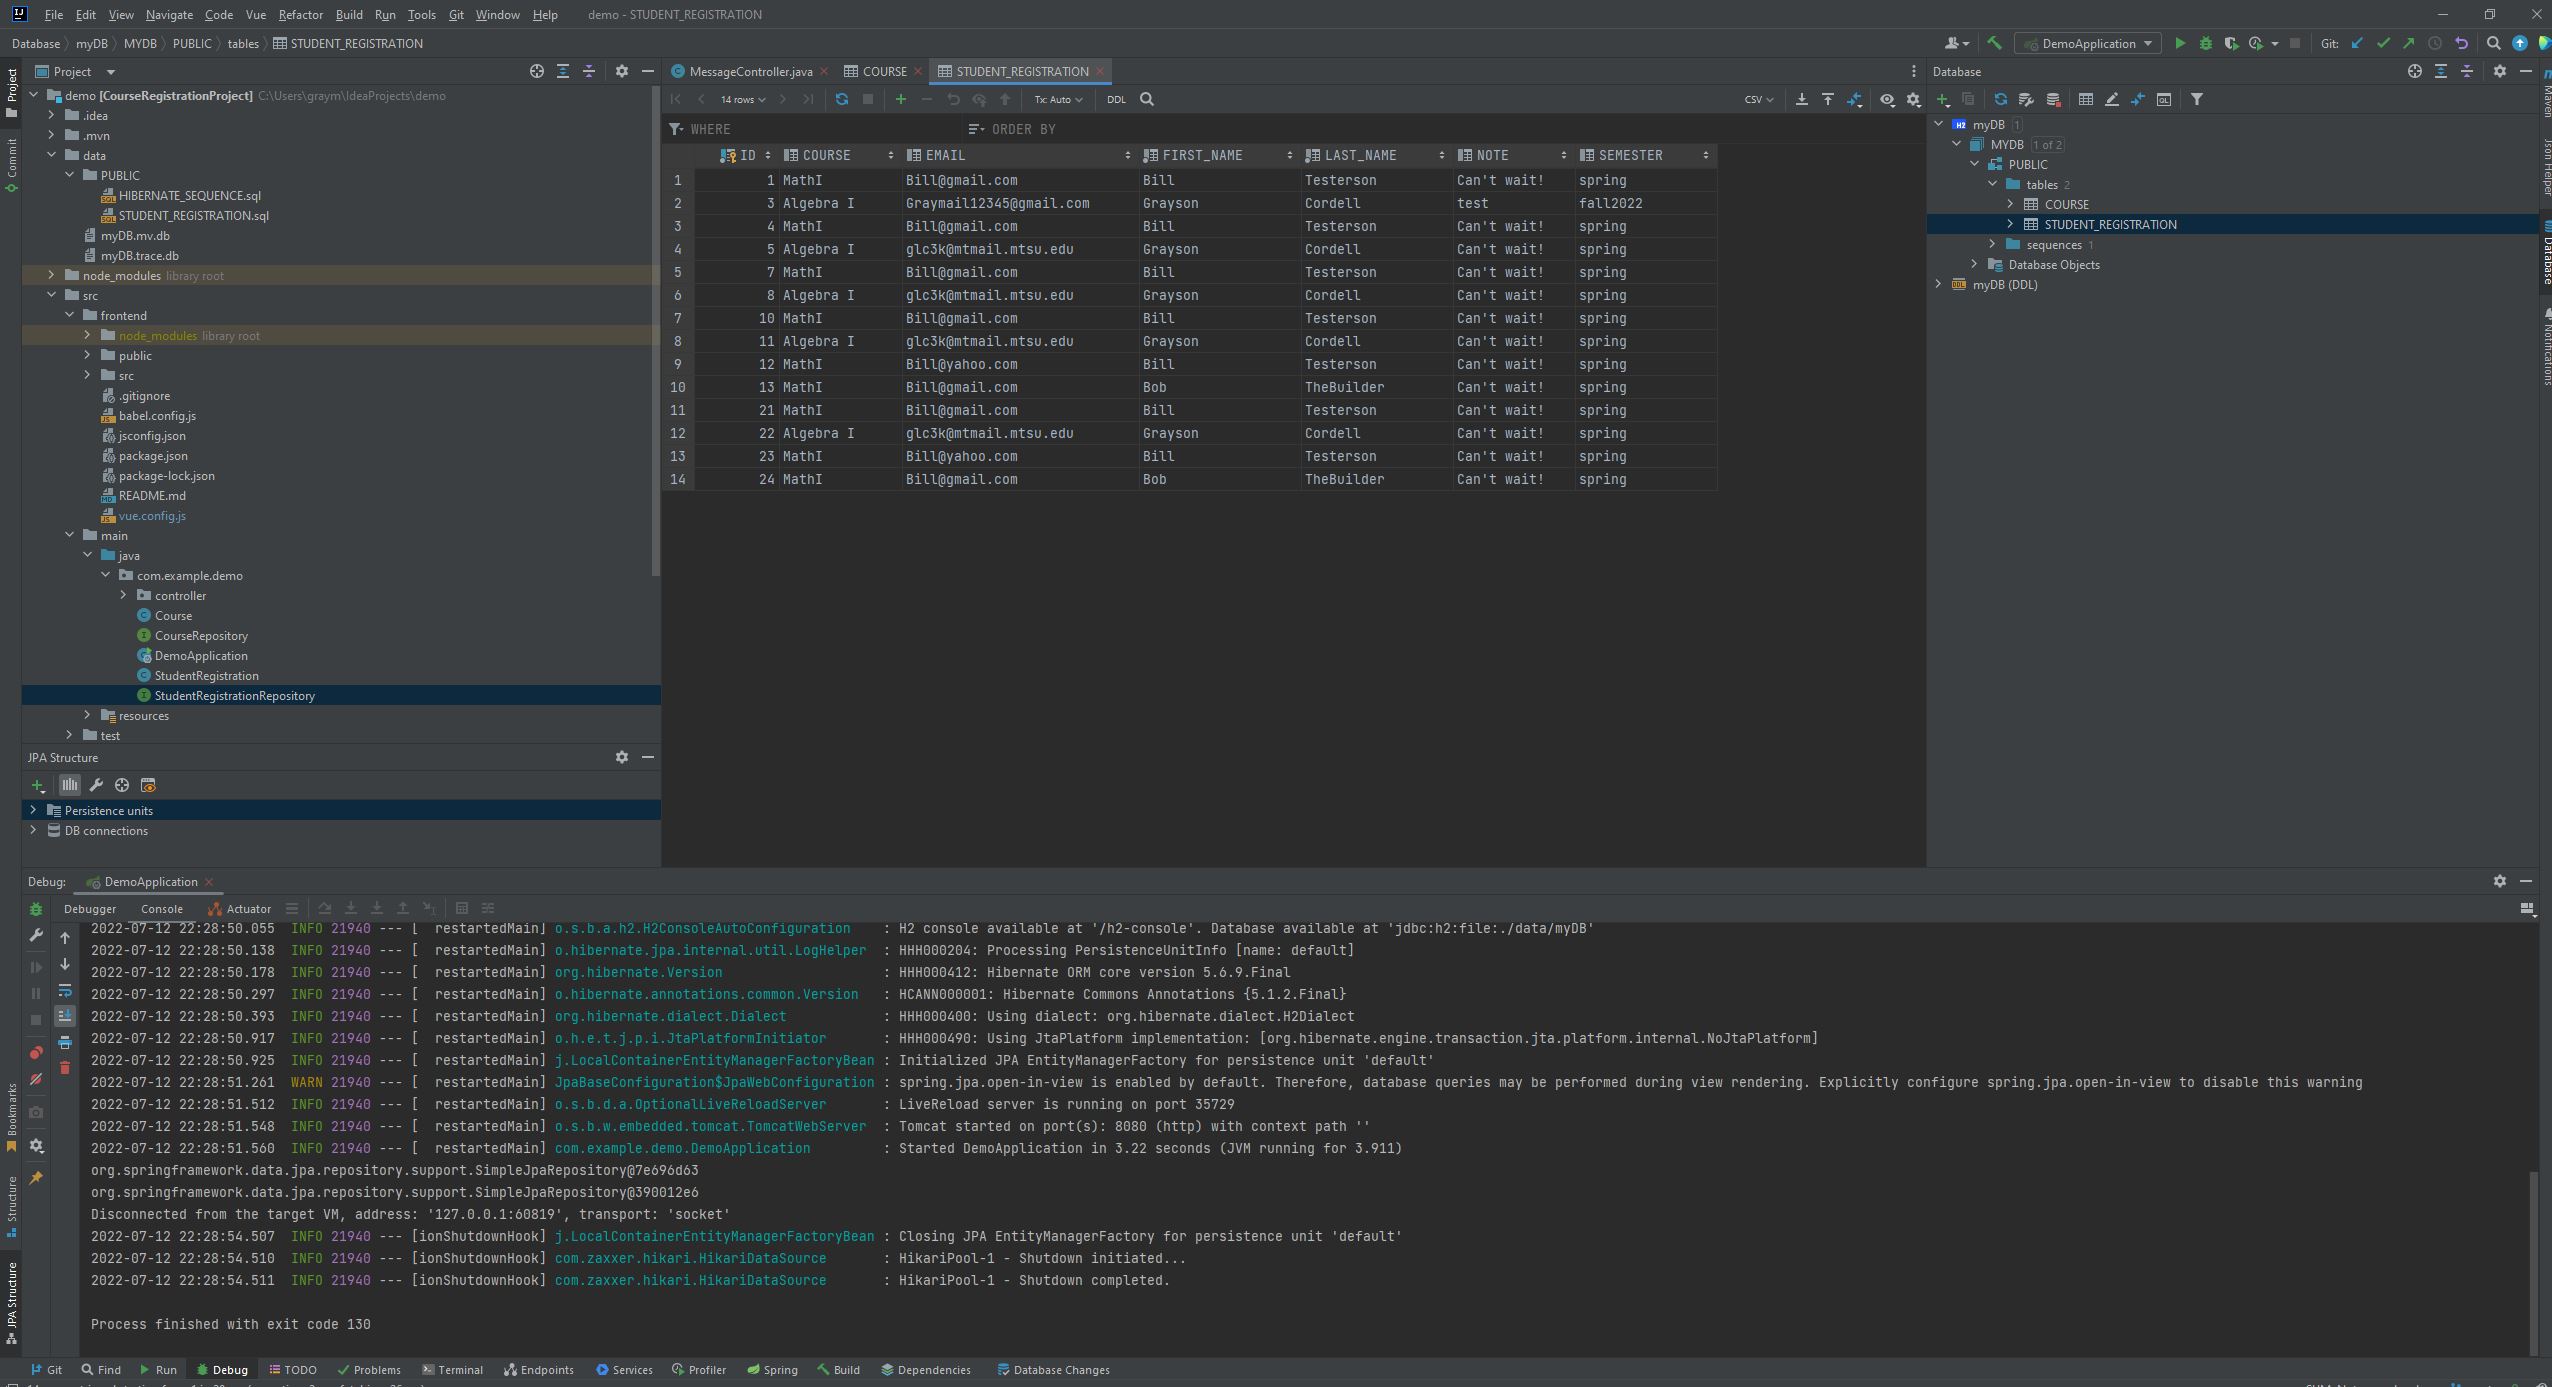 File Edit View Navigate Code Vue Refactor Build Run Tools Git Window Help demo - STUDENT_REGISTRATION
Database myDB MYDB PUBLIC tables STUDENT_REGISTRATION
DemoApplication Git:
Project
demo [CourseRegistrationProject] C:\Users\graym\IdeaProjects\demo
.idea
.mvn
data
PUBLIC
HIBERNATE_SEQUENCE.sql
STUDENT_REGISTRATION.sql
myDB.mv.db
myDB.trace.db
node_modules library root
src
frontend
node_modules library root
public
src
.gitignore
babel.config.js
jsconfig.json
package.json
package-lock.json
README.md
vue.config.js
main
java
com.example.demo
controller
Course
CourseRepository
DemoApplication
StudentRegistration
StudentRegistrationRepository
resources
test
JPA Structure
Persistence units
DB connections
MessageController.java COURSE STUDENT_REGISTRATION
14 rows Tx: Auto DDL CSV
WHERE ORDER BY
ID COURSE EMAIL FIRST_NAME LAST_NAME NOTE SEMESTER
1 1 MathI Bill@gmail.com Bill Testerson Can't wait! spring
2 3 Algebra I Graymail12345@gmail.com Grayson Cordell test fall2022
3 4 MathI Bill@gmail.com Bill Testerson Can't wait! spring
4 5 Algebra I glc3k@mtmail.mtsu.edu Grayson Cordell Can't wait! spring
5 7 MathI Bill@gmail.com Bill Testerson Can't wait! spring
6 8 Algebra I glc3k@mtmail.mtsu.edu Grayson Cordell Can't wait! spring
7 10 MathI Bill@gmail.com Bill Testerson Can't wait! spring
8 11 Algebra I glc3k@mtmail.mtsu.edu Grayson Cordell Can't wait! spring
9 12 MathI Bill@yahoo.com Bill Testerson Can't wait! spring
10 13 MathI Bill@gmail.com Bob TheBuilder Can't wait! spring
11 21 MathI Bill@gmail.com Bill Testerson Can't wait! spring
12 22 Algebra I glc3k@mtmail.mtsu.edu Grayson Cordell Can't wait! spring
13 23 MathI Bill@yahoo.com Bill Testerson Can't wait! spring
14 24 MathI Bill@gmail.com Bob TheBuilder Can't wait! spring
Database
myDB 1
MYDB 1 of 2
PUBLIC
tables 2
COURSE
STUDENT_REGISTRATION
sequences 1
Database Objects
myDB (DDL)
Project
Commit
Bookmarks
Structure
JPA Structure
Maven
Json Helper
Database
Notifications
Debug: DemoApplication
Debugger Console Actuator
2022-07-12 22:28:50.055 INFO 21940 --- [ restartedMain] o.s.b.a.h2.H2ConsoleAutoConfiguration : H2 console available at '/h2-console'. Database available at 'jdbc:h2:file:./data/myDB'
2022-07-12 22:28:50.138 INFO 21940 --- [ restartedMain] o.hibernate.jpa.internal.util.LogHelper : HHH000204: Processing PersistenceUnitInfo [name: default]
2022-07-12 22:28:50.178 INFO 21940 --- [ restartedMain] org.hibernate.Version : HHH000412: Hibernate ORM core version 5.6.9.Final
2022-07-12 22:28:50.297 INFO 21940 --- [ restartedMain] o.hibernate.annotations.common.Version : HCANN000001: Hibernate Commons Annotations {5.1.2.Final}
2022-07-12 22:28:50.393 INFO 21940 --- [ restartedMain] org.hibernate.dialect.Dialect : HHH000400: Using dialect: org.hibernate.dialect.H2Dialect
2022-07-12 22:28:50.917 INFO 21940 --- [ restartedMain] o.h.e.t.j.p.i.JtaPlatformInitiator : HHH000490: Using JtaPlatform implementation: [org.hibernate.engine.transaction.jta.platform.internal.NoJtaPlatform]
2022-07-12 22:28:50.925 INFO 21940 --- [ restartedMain] j.LocalContainerEntityManagerFactoryBean : Initialized JPA EntityManagerFactory for persistence unit 'default'
2022-07-12 22:28:51.261 WARN 21940 --- [ restartedMain] JpaBaseConfiguration$JpaWebConfiguration : spring.jpa.open-in-view is enabled by default. Therefore, database queries may be performed during view rendering. Explicitly configure spring.jpa.open-in-view to disable this warning
2022-07-12 22:28:51.512 INFO 21940 --- [ restartedMain] o.s.b.d.a.OptionalLiveReloadServer : LiveReload server is running on port 35729
2022-07-12 22:28:51.548 INFO 21940 --- [ restartedMain] o.s.b.w.embedded.tomcat.TomcatWebServer : Tomcat started on port(s): 8080 (http) with context path ''
2022-07-12 22:28:51.560 INFO 21940 --- [ restartedMain] com.example.demo.DemoApplication : Started DemoApplication in 3.22 seconds (JVM running for 3.911)
org.springframework.data.jpa.repository.support.SimpleJpaRepository@7e696d63
org.springframework.data.jpa.repository.support.SimpleJpaRepository@390012e6
Disconnected from the target VM, address: '127.0.0.1:60819', transport: 'socket'
2022-07-12 22:28:54.507 INFO 21940 --- [ionShutdownHook] j.LocalContainerEntityManagerFactoryBean : Closing JPA EntityManagerFactory for persistence unit 'default'
2022-07-12 22:28:54.510 INFO 21940 --- [ionShutdownHook] com.zaxxer.hikari.HikariDataSource : HikariPool-1 - Shutdown initiated...
2022-07-12 22:28:54.511 INFO 21940 --- [ionShutdownHook] com.zaxxer.hikari.HikariDataSource : HikariPool-1 - Shutdown completed.
Process finished with exit code 130
Git Find Run Debug TODO Problems Terminal Endpoints Services Profiler Spring Build Dependencies Database Changes